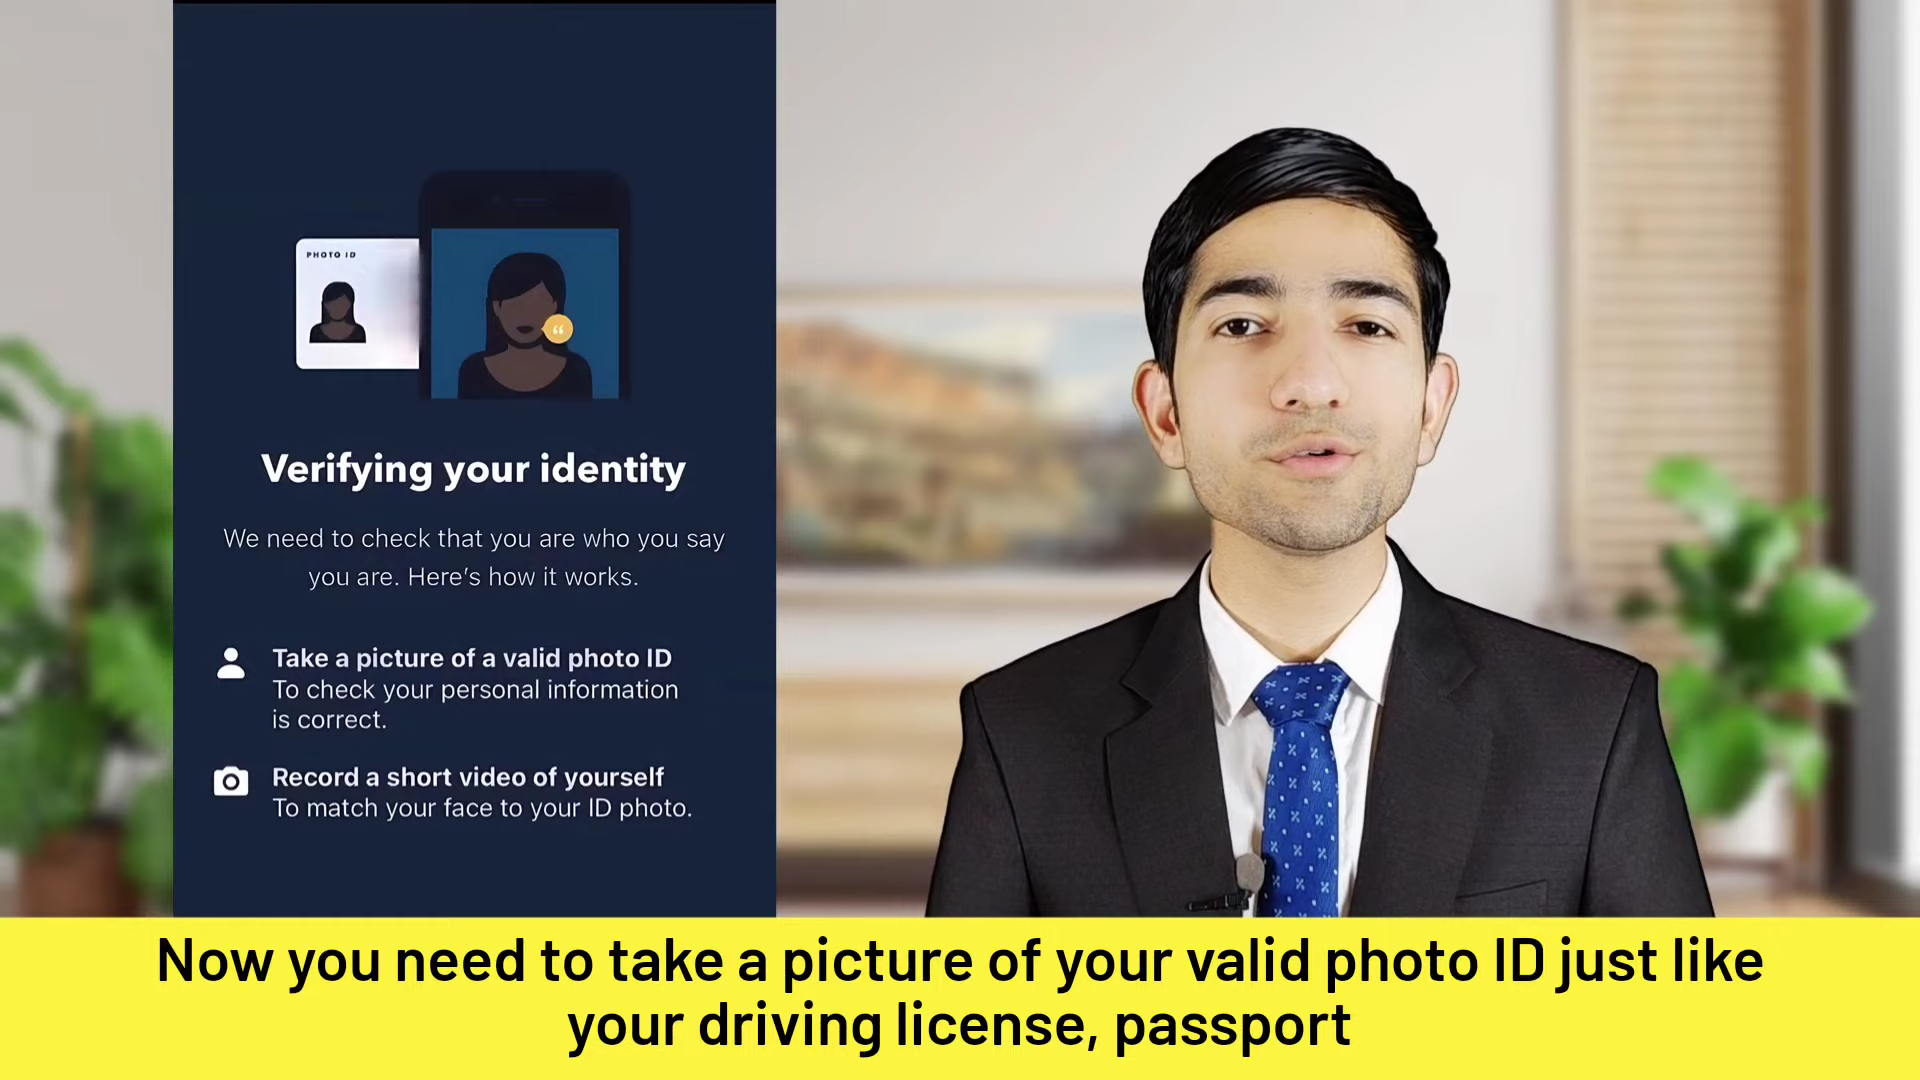 PHOTO ID
“
Verifying your identity
We need to check that you are who you say
you are. Here's how it works.
Take a picture of a valid photo ID
To check your personal information
is correct.
Record a short video of yourself
To match your face to your ID photo.
Now you need to take a picture of your valid photo ID just like
your driving license, passport